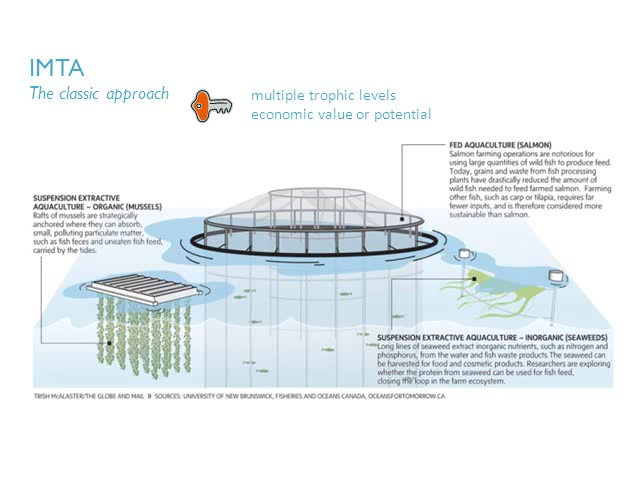 IMTA
The classic approach
multiple trophic levels
economic value or potential
FED AQUACULTURE (SALMON)
Salmon farming operations are notorious for
using large quantities of wild fish to produce feed.
Today, grains and waste from fish processing
plants have drastically reduced the amount of
wild fish needed to feed farmed salmon. Farming
other fish, such as carp or tilapia, requires far
fewer inputs, and is therefore considered more
sustainable than salmon.
SUSPENSION EXTRACTIVE
AQUACULTURE – ORGANIC (MUSSELS)
Rafts of mussels are strategically
anchored where they can absorb,
small, polluting particulate matter,
such as fish feces and uneaten fish feed,
carried by the tides.
SUSPENSION EXTRACTIVE AQUACULTURE – INORGANIC (SEAWEEDS)
Long lines of seaweed extract inorganic nutrients, such as nitrogen and
phosphorus, from the water and fish waste products.The seaweed can
be harvested for food and cosmetic products. Researchers are exploring
whether the protein from seaweed can be used for fish feed,
closing the loop in the farm ecosystem.
TRISH McALASTER/THE GLOBE AND MAIL SOURCES: UNIVERSITY OF NEW BRUNSWICK, FISHERIES AND OCEANS CANADA, OCEANSFORTOMORROW.CA